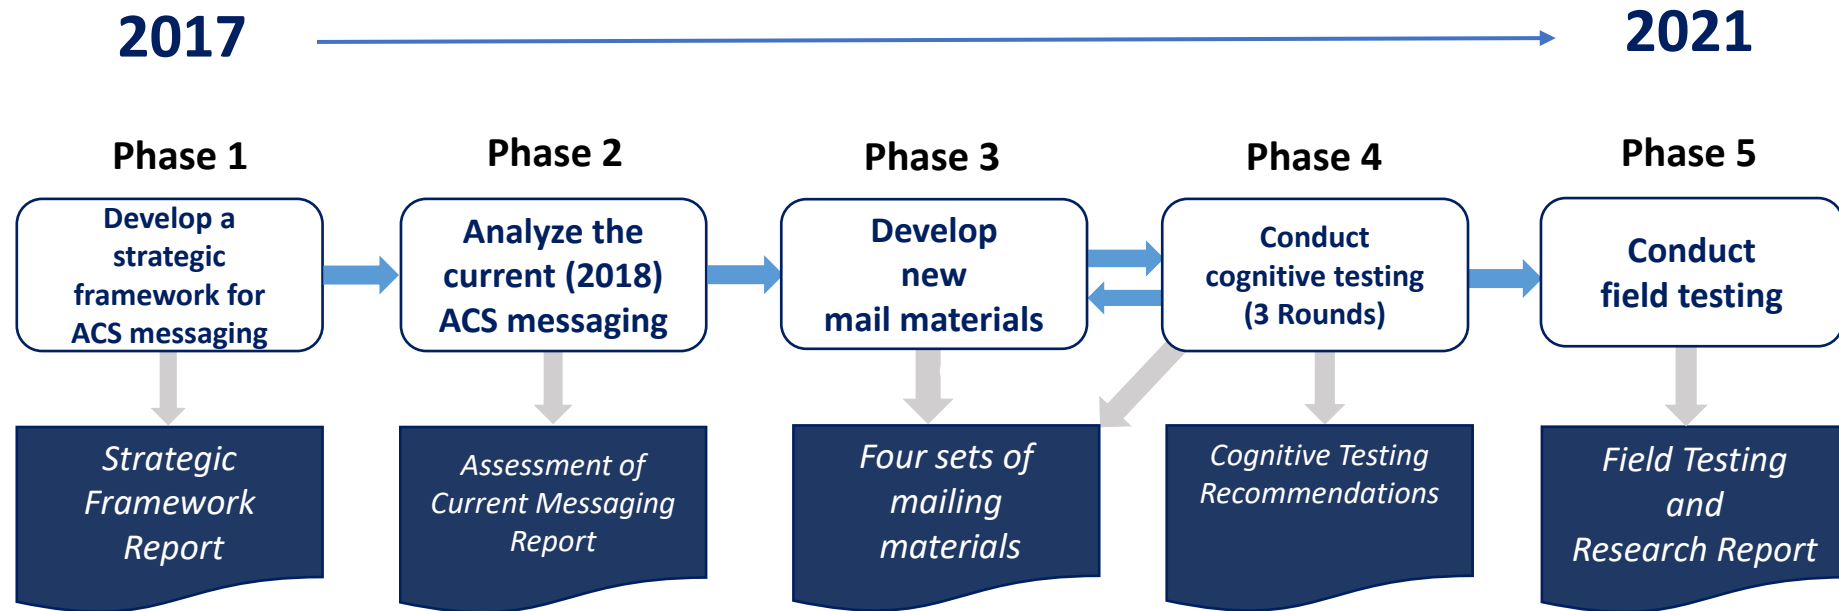 2017
2021
Phase 1
Phase 2
Phase 3
Phase 4
Phase 5
Develop a
strategic
framework for
ACS messaging
Analyze the
current (2018)
ACS messaging
Develop
new
mail materials
Conduct
cognitive testing
(3 Rounds)
Conduct
field testing
Strategic
Framework
Report
Assessment of
Current Messaging
Report
Four sets of
mailing
materials
Cognitive Testing
Recommendations
Field Testing
and
Research Report